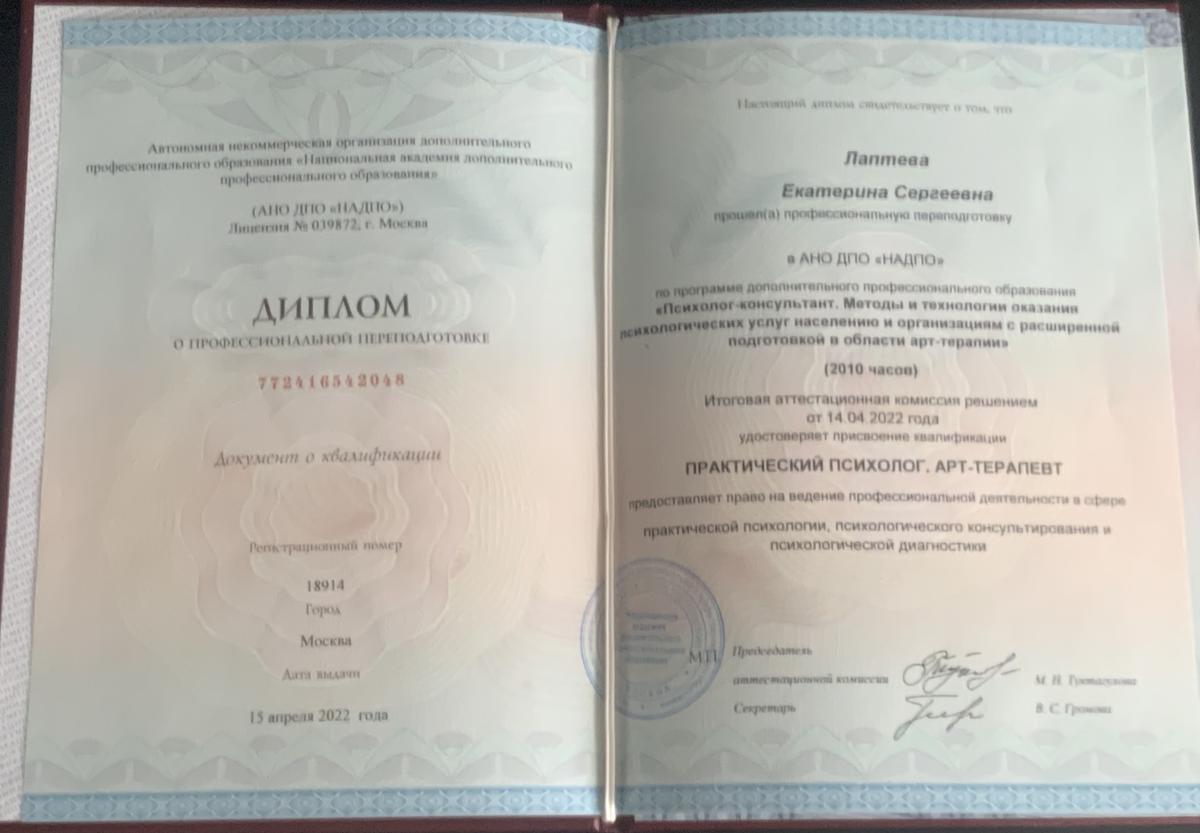 Автономная некоммерческая организация дополнительного
профессионального образования «Национальная академия дополнительного
профессионального образования»
(АНО ДПО «НАДПО»)
Лицензия № 039872, г. Москва
ДИПЛОМ
О ПРОФЕССИОНАЛЬНОЙ ПЕРЕПОДГОТОВКЕ
772416542048
Документ о квалификации
Регистрационный номер
18914
Город
Москва
Дата выдачи
15 апреля 2022 года
Настоящий диплом свидетельствует о том, что
Лаптева
Екатерина Сергеевна
прошел(а) профессиональную переподготовку
в АНО ДПО «НАДПО»
по программе дополнительного профессионального образования
«Психолог-консультант. Методы и технологии оказания
психологических услуг населению и организациям с расширенной
подготовкой в области арт-терапии»
(2010 часов)
Итоговая аттестационная комиссия решением
от 14.04.2022 года
удостоверяет присвоение квалификации
ПРАКТИЧЕСКИЙ ПСИХОЛОГ. АРТ-ТЕРАПЕВТ
предоставляет право на ведение профессиональной деятельности в сфере
практической психологии, психологического консультирования и
психологической диагностики
М.П.
Председатель
аттестационной комиссии
М. Н.
Секретарь
В. С. Громова